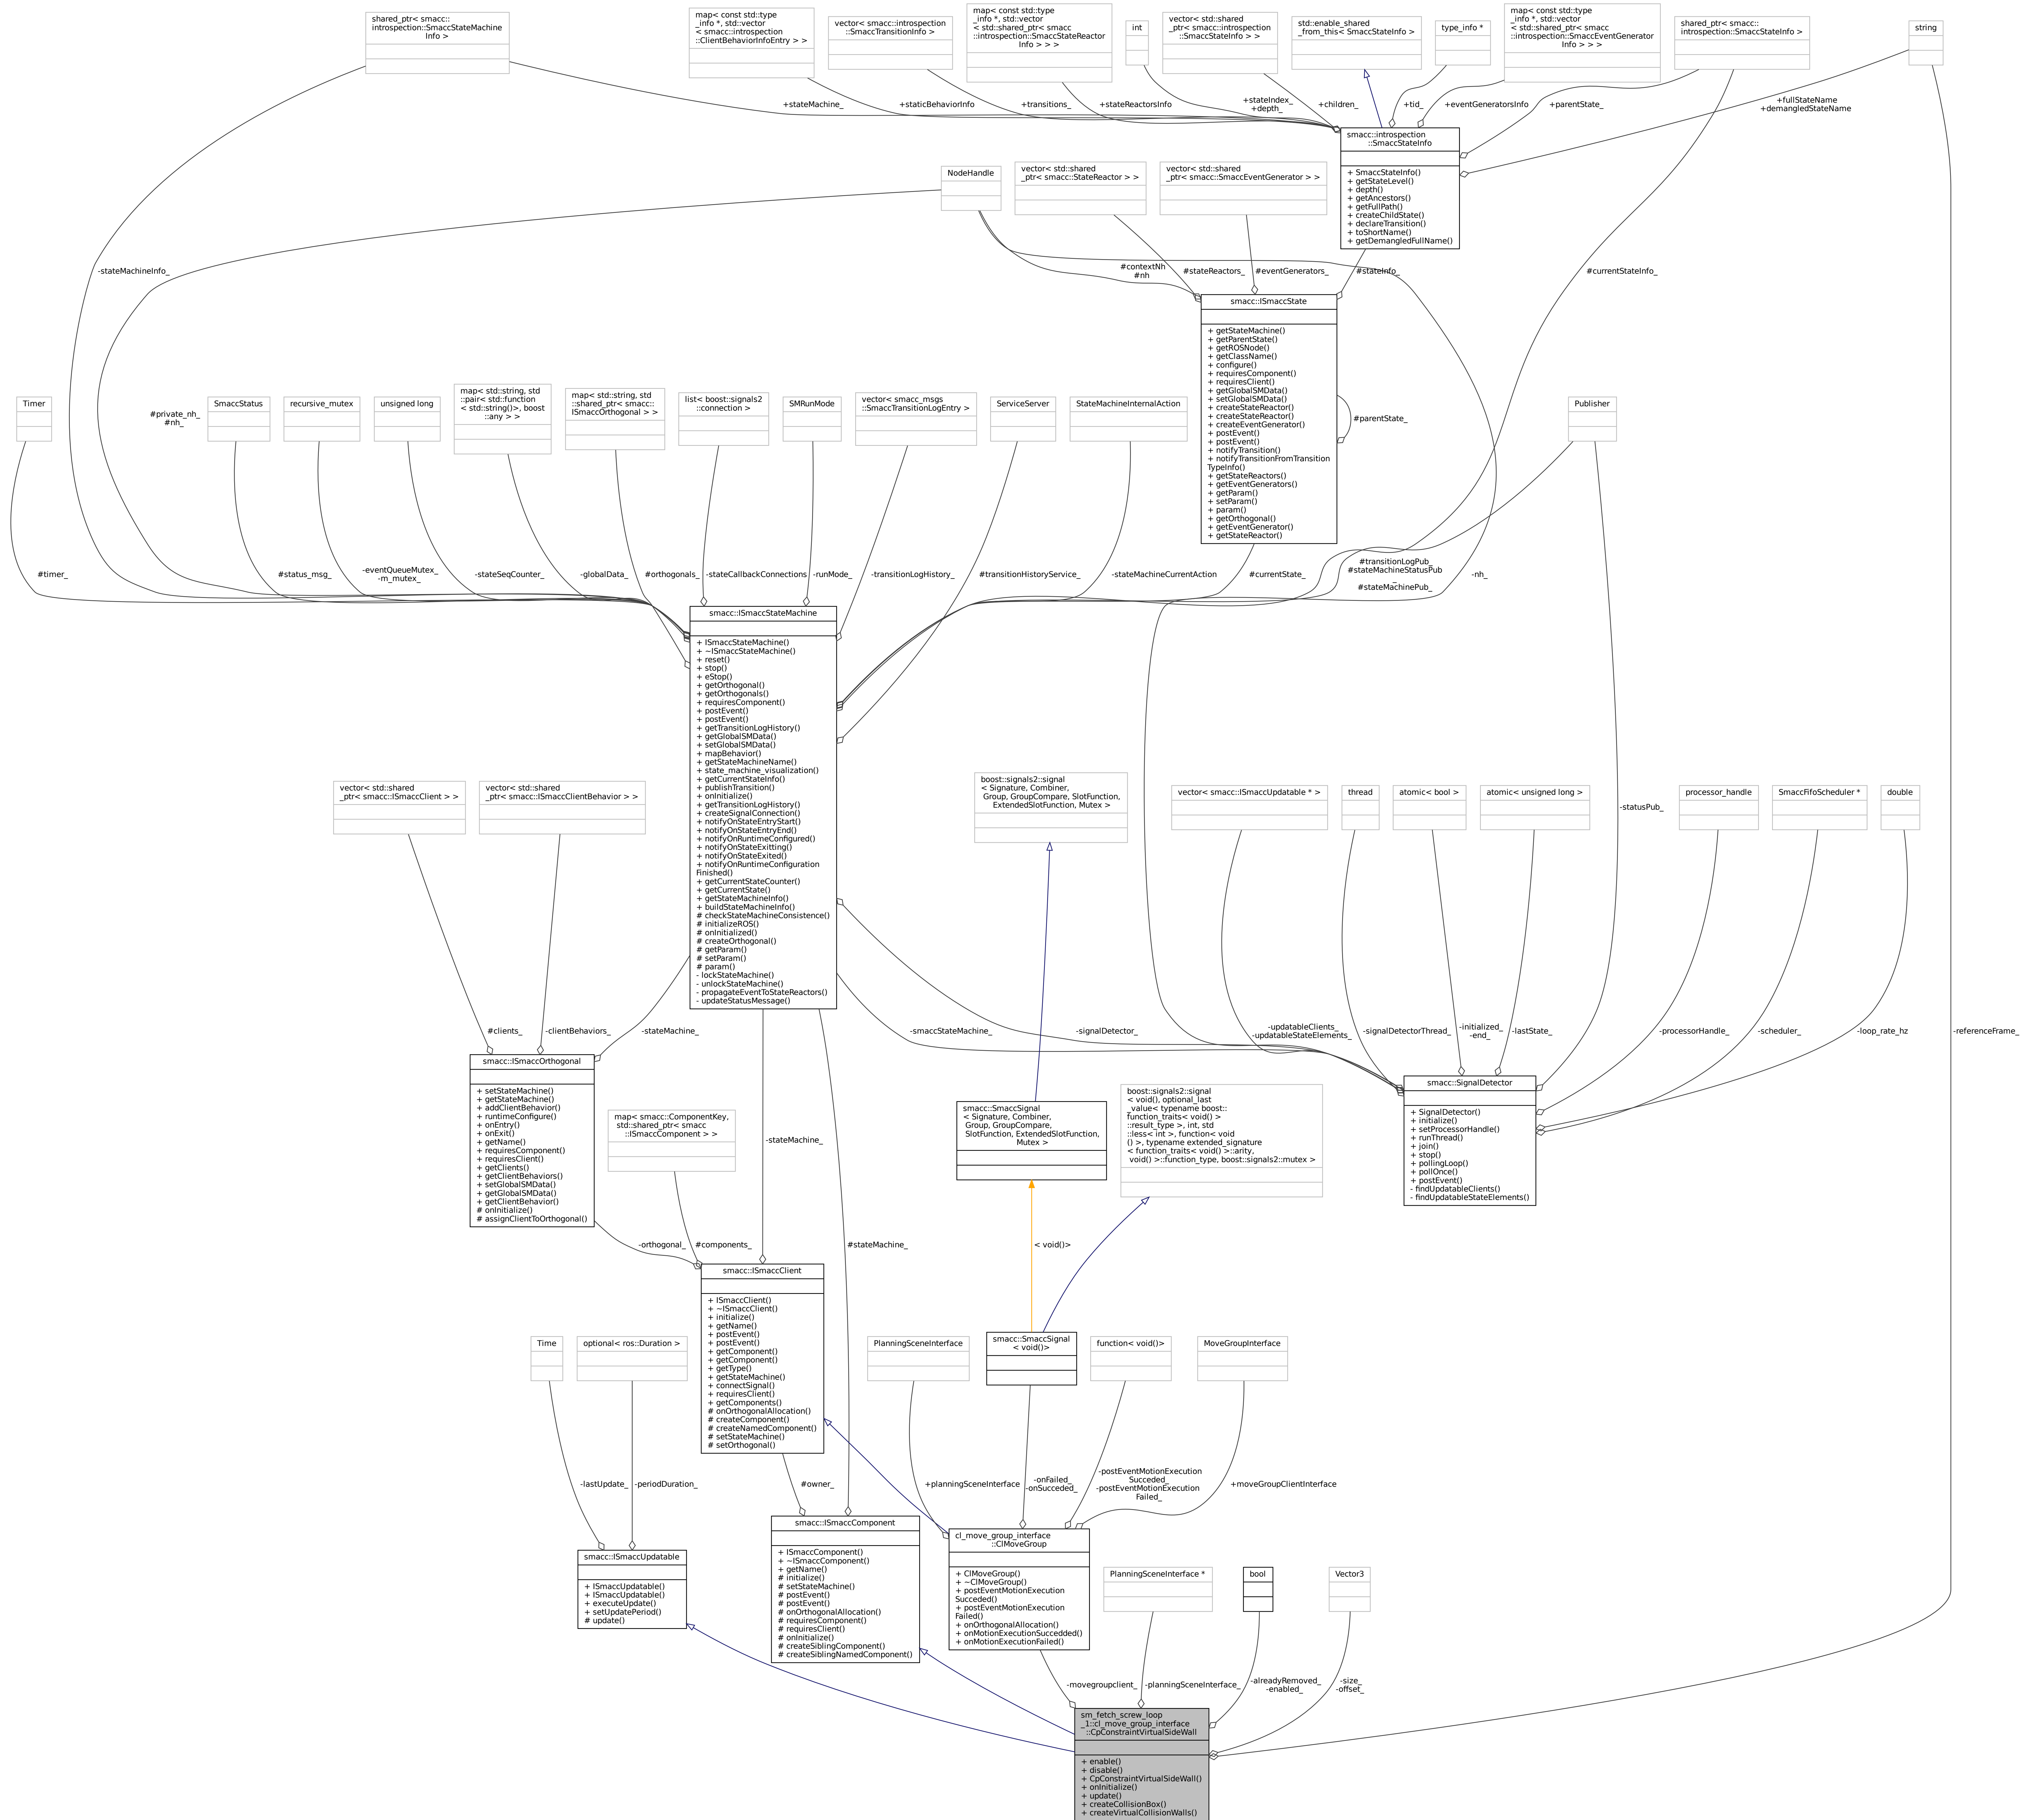 shared_ptr< smacc::
introspection::SmaccStateMachine
Info >
map< const std::type
_info *, std::vector
< smacc::introspection
::ClientBehaviorInfoEntry > >
vector< smacc::introspection
::SmaccTransitionInfo >
map< const std::type
_info *, std::vector
< std::shared_ptr< smacc
::introspection::SmaccStateReactor
Info > > >
int
vector< std::shared
_ptr< smacc::introspection
::SmaccStateInfo > >
std::enable_shared
_from_this< SmaccStateInfo >
type_info *
map< const std::type
_info *, std::vector
< std::shared_ptr< smacc
::introspection::SmaccEventGenerator
Info > > >
shared_ptr< smacc::
introspection::SmaccStateInfo >
string
+stateMachine_
+staticBehaviorInfo
+transitions_
+stateReactorsInfo
+stateIndex_
+depth_
+children_
+tid_
+eventGeneratorsInfo
+parentState_
+fullStateName
+demangledStateName
smacc::introspection
::SmaccStateInfo
+ SmaccStateInfo()
+ getStateLevel()
+ depth()
+ getAncestors()
+ getFullPath()
+ createChildState()
+ declareTransition()
+ toShortName()
+ getDemangledFullName()
NodeHandle
vector< std::shared
_ptr< smacc::StateReactor > >
vector< std::shared
_ptr< smacc::SmaccEventGenerator > >
-stateMachineInfo_
#contextNh
#nh
#stateReactors_
#eventGenerators_
#stateInfo_
#currentStateInfo_
smacc::ISmaccState
+ getStateMachine()
+ getParentState()
+ getROSNode()
+ getClassName()
+ configure()
+ requiresComponent()
+ requiresClient()
+ getGlobalSMData()
+ setGlobalSMData()
+ createStateReactor()
+ createStateReactor()
+ createEventGenerator()
+ postEvent()
+ postEvent()
+ notifyTransition()
+ notifyTransitionFromTransition
TypeInfo()
+ getStateReactors()
+ getEventGenerators()
+ getParam()
+ setParam()
+ param()
+ getOrthogonal()
+ getEventGenerator()
+ getStateReactor()
#parentState_
Timer
#private_nh_
#nh_
SmaccStatus
recursive_mutex
unsigned long
map< std::string, std
::pair< std::function
< std::string()>, boost
::any > >
map< std::string, std
::shared_ptr< smacc::
ISmaccOrthogonal > >
list< boost::signals2
::connection >
SMRunMode
vector< smacc_msgs
::SmaccTransitionLogEntry >
ServiceServer
StateMachineInternalAction
Publisher
#timer_
#status_msg_
-eventQueueMutex_
-m_mutex_
-stateSeqCounter_
-globalData_
#orthogonals_
-stateCallbackConnections
-runMode_
-transitionLogHistory_
#transitionHistoryService_
-stateMachineCurrentAction
#currentState_
#transitionLogPub_
#stateMachineStatusPub
_
#stateMachinePub_
-nh_
smacc::ISmaccStateMachine
+ ISmaccStateMachine()
+ ~ISmaccStateMachine()
+ reset()
+ stop()
+ eStop()
+ getOrthogonal()
+ getOrthogonals()
+ requiresComponent()
+ postEvent()
+ postEvent()
+ getTransitionLogHistory()
+ getGlobalSMData()
+ setGlobalSMData()
+ mapBehavior()
+ getStateMachineName()
+ state_machine_visualization()
+ getCurrentStateInfo()
+ publishTransition()
+ onInitialize()
+ getTransitionLogHistory()
+ createSignalConnection()
+ notifyOnStateEntryStart()
+ notifyOnStateEntryEnd()
+ notifyOnRuntimeConfigured()
+ notifyOnStateExitting()
+ notifyOnStateExited()
+ notifyOnRuntimeConfiguration
Finished()
+ getCurrentStateCounter()
+ getCurrentState()
+ getStateMachineInfo()
+ buildStateMachineInfo()
# checkStateMachineConsistence()
# initializeROS()
# onInitialized()
# createOrthogonal()
# getParam()
# setParam()
# param()
- lockStateMachine()
- unlockStateMachine()
- propagateEventToStateReactors()
- updateStatusMessage()
vector< std::shared
_ptr< smacc::ISmaccClient > >
vector< std::shared
_ptr< smacc::ISmaccClientBehavior > >
boost::signals2::signal
< Signature, Combiner,
Group, GroupCompare, SlotFunction,
ExtendedSlotFunction, Mutex >
vector< smacc::ISmaccUpdatable * >
thread
atomic< bool >
atomic< unsigned long >
-statusPub_
processor_handle
SmaccFifoScheduler *
double
#clients_
-clientBehaviors_
-stateMachine_
-smaccStateMachine_
-signalDetector_
-updatableClients_
-updatableStateElements_
-signalDetectorThread_
-initialized_
-end_
-lastState_
-processorHandle_
-scheduler_
-loop_rate_hz
-referenceFrame_
smacc::ISmaccOrthogonal
+ setStateMachine()
+ getStateMachine()
+ addClientBehavior()
+ runtimeConfigure()
+ onEntry()
+ onExit()
+ getName()
+ requiresComponent()
+ requiresClient()
+ getClients()
+ getClientBehaviors()
+ setGlobalSMData()
+ getGlobalSMData()
+ getClientBehavior()
# onInitialize()
# assignClientToOrthogonal()
map< smacc::ComponentKey,
std::shared_ptr< smacc
::ISmaccComponent > >
-stateMachine_
smacc::SmaccSignal
< Signature, Combiner,
Group, GroupCompare,
SlotFunction, ExtendedSlotFunction,
Mutex >
boost::signals2::signal
< void(), optional_last
_value< typename boost::
function_traits< void() >
::result_type >, int, std
::less< int >, function< void
() >, typename extended_signature
< function_traits< void() >::arity,
void() >::function_type, boost::signals2::mutex >
smacc::SignalDetector
+ SignalDetector()
+ initialize()
+ setProcessorHandle()
+ runThread()
+ join()
+ stop()
+ pollingLoop()
+ pollOnce()
+ postEvent()
- findUpdatableClients()
- findUpdatableStateElements()
-orthogonal_
#components_
#stateMachine_
< void()>
smacc::ISmaccClient
+ ISmaccClient()
+ ~ISmaccClient()
+ initialize()
+ getName()
+ postEvent()
+ postEvent()
+ getComponent()
+ getComponent()
+ getType()
+ getStateMachine()
+ connectSignal()
+ requiresClient()
+ getComponents()
# onOrthogonalAllocation()
# createComponent()
# createNamedComponent()
# setStateMachine()
# setOrthogonal()
Time
optional< ros::Duration >
PlanningSceneInterface
smacc::SmaccSignal
< void()>
function< void()>
MoveGroupInterface
-lastUpdate_
-periodDuration_
#owner_
+planningSceneInterface
-onFailed_
-onSucceded_
-postEventMotionExecution
Succeded_
-postEventMotionExecution
Failed_
+moveGroupClientInterface
smacc::ISmaccUpdatable
+ ISmaccUpdatable()
+ ISmaccUpdatable()
+ executeUpdate()
+ setUpdatePeriod()
# update()
smacc::ISmaccComponent
+ ISmaccComponent()
+ ~ISmaccComponent()
+ getName()
# initialize()
# setStateMachine()
# postEvent()
# postEvent()
# onOrthogonalAllocation()
# requiresComponent()
# requiresClient()
# onInitialize()
# createSiblingComponent()
# createSiblingNamedComponent()
cl_move_group_interface
::ClMoveGroup
+ ClMoveGroup()
+ ~ClMoveGroup()
+ postEventMotionExecution
Succeded()
+ postEventMotionExecution
Failed()
+ onOrthogonalAllocation()
+ onMotionExecutionSuccedded()
+ onMotionExecutionFailed()
PlanningSceneInterface *
bool
Vector3
-movegroupclient_
-planningSceneInterface_
-alreadyRemoved_
-enabled_
-size_
-offset_
sm_fetch_screw_loop
_1::cl_move_group_interface
::CpConstraintVirtualSideWall
+ enable()
+ disable()
+ CpConstraintVirtualSideWall()
+ onInitialize()
+ update()
+ createCollisionBox()
+ createVirtualCollisionWalls()